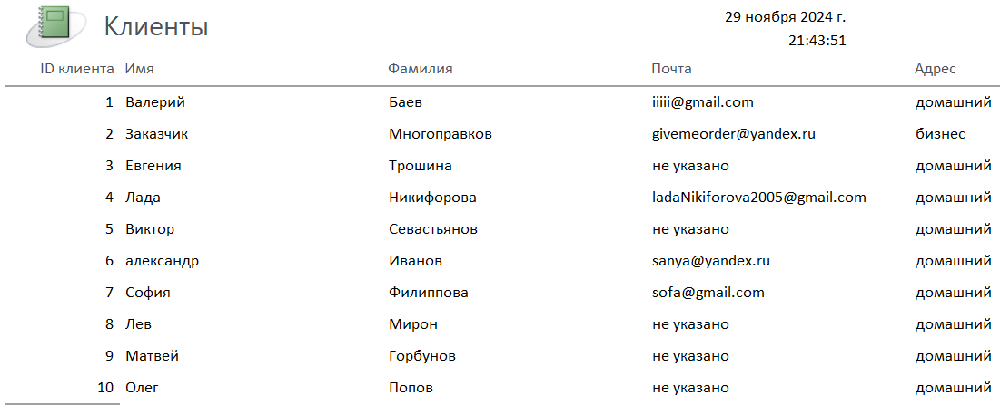 Клиенты
29 ноября 2024 г.
21:43:51
ID клиента Имя Фамилия Почта Адрес
1 Валерий Баев iiiii@gmail.com домашний
2 Заказчик Многоправков givemeorder@yandex.ru бизнес
3 Евгения Трошина не указано домашний
4 Лада Никифорова ladaNikiforova2005@gmail.com домашний
5 Виктор Севастьянов не указано домашний
6 александр Иванов sanya@yandex.ru домашний
7 София Филиппова sofa@gmail.com домашний
8 Лев Мирон не указано домашний
9 Матвей Горбунов не указано домашний
10 Олег Попов не указано домашний